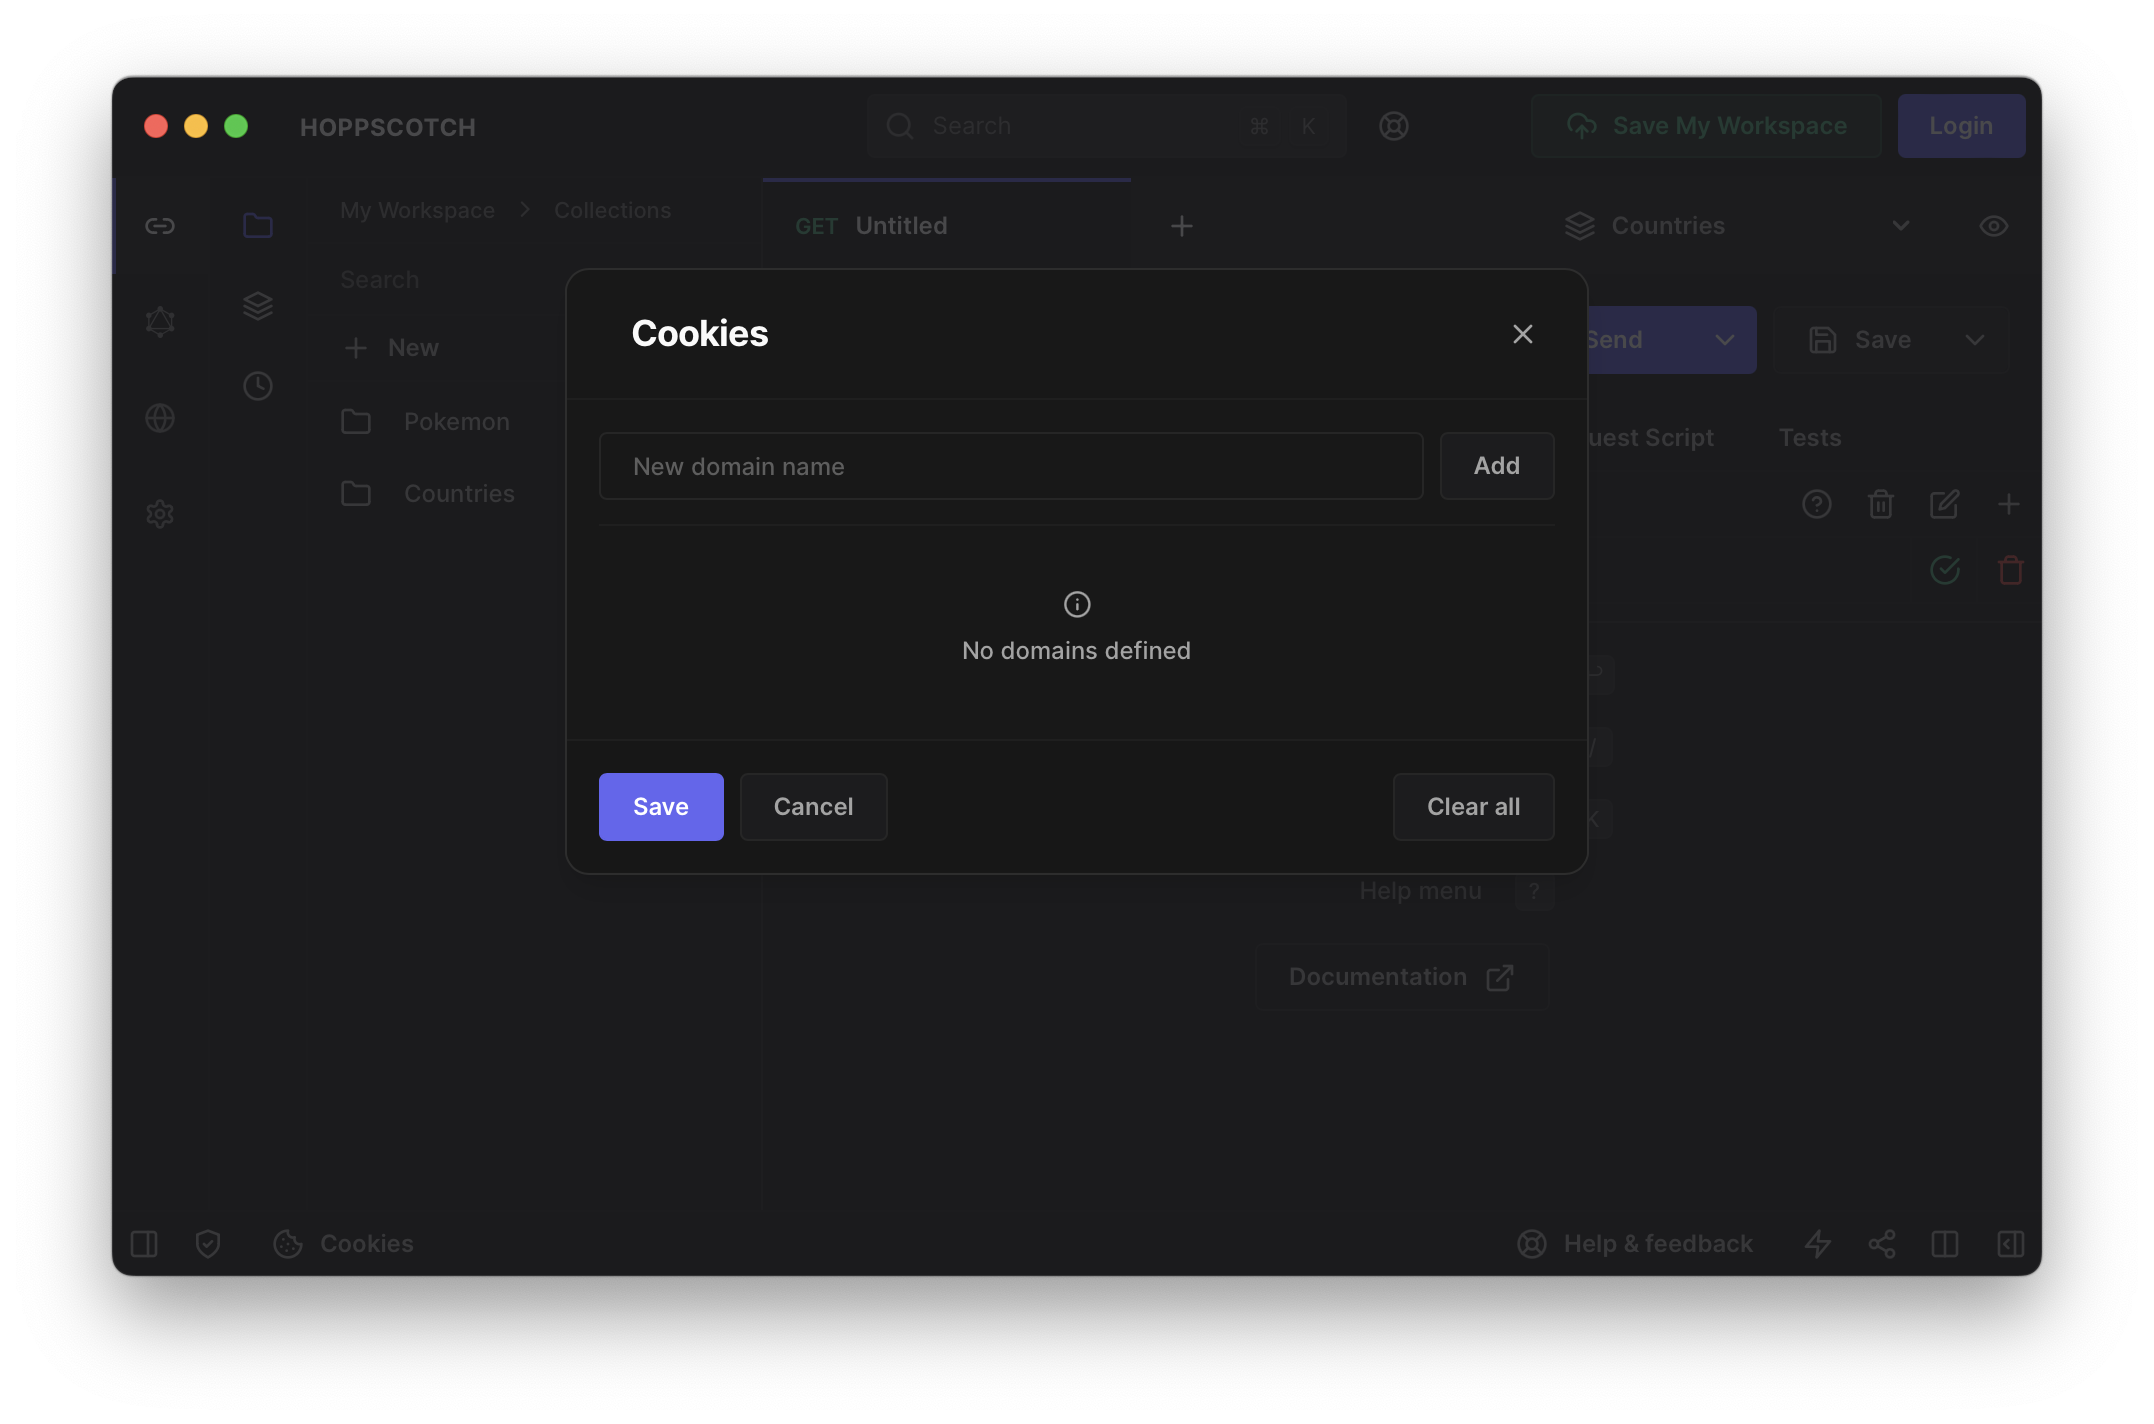 HOPPSCOTCH
Search ⌘ K
Save My Workspace
Login
My Workspace > Collections
GET Untitled
Countries
Search
New
Pokemon
Countries
Send
Save
uest Script
Tests
Cookies
New domain name
Add
No domains defined
Save
Cancel
Clear all
/
K
Help menu ?
Documentation
Cookies
Help & feedback